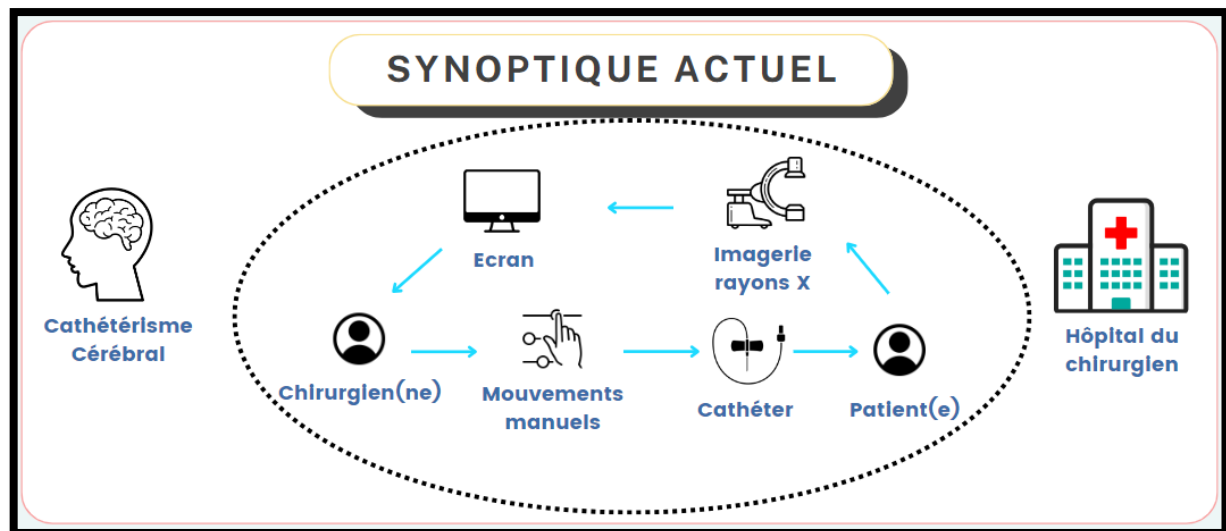 SYNOPTIQUE ACTUEL
Ecran
Imagerie
rayons X
Cathétérisme
Cérébral
Hôpital du
chirurgien
Chirurgien(ne)
Mouvements
manuels
Cathéter
Patient(e)